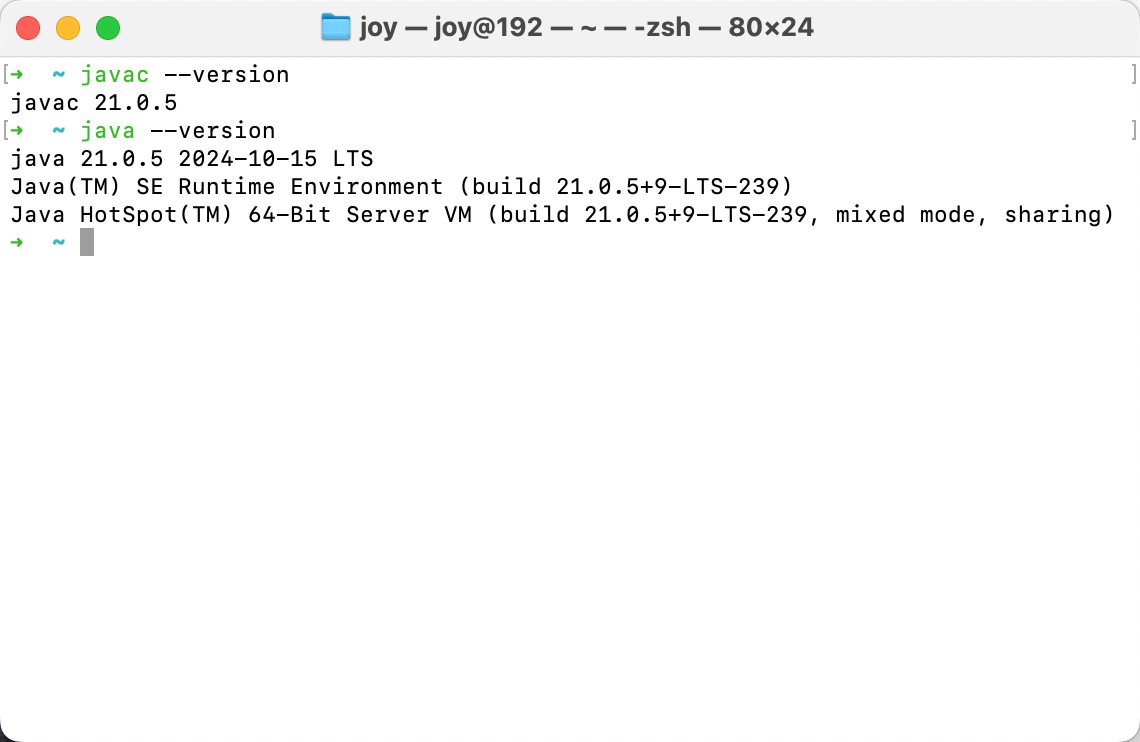 joy — joy@192 — ~ — -zsh — 80×24
[➜  ~ javac --version ]
javac 21.0.5
[➜  ~ java --version ]
java 21.0.5 2024-10-15 LTS
Java(TM) SE Runtime Environment (build 21.0.5+9-LTS-239)
Java HotSpot(TM) 64-Bit Server VM (build 21.0.5+9-LTS-239, mixed mode, sharing)
➜  ~